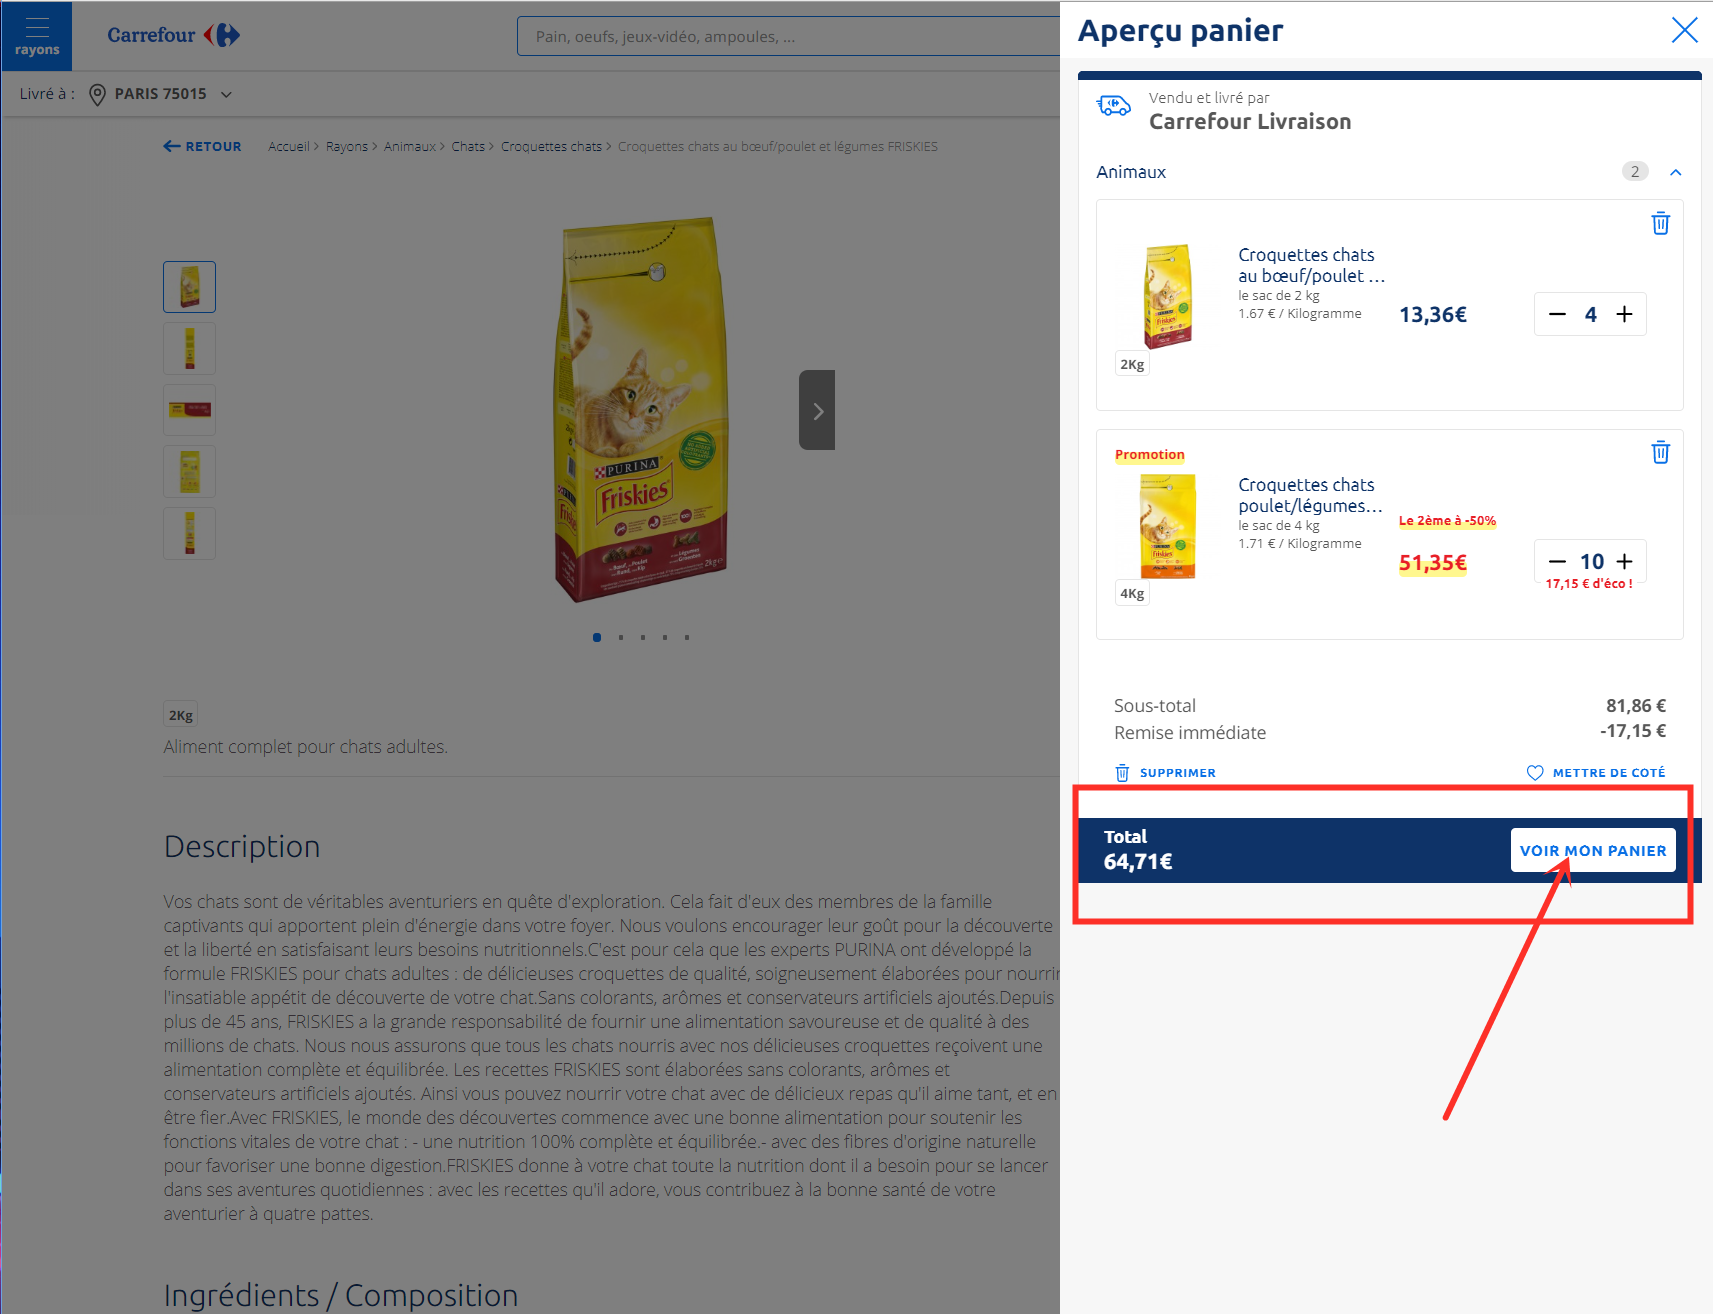 rayons
Carrefour
Pain, oeufs, jeux-vidéo, ampoules, ...
Livré à :
PARIS 75015
RETOUR
Accueil > Rayons > Animaux > Chats > Croquettes chats > Croquettes chats au bœuf/poulet et légumes FRISKIES
PURINA
Friskies
2kg
2Kg
Aliment complet pour chats adultes.
Description
Vos chats sont de véritables aventuriers en quête d'exploration. Cela fait d'eux des membres de la famille
captivants qui apportent plein d'énergie dans votre foyer. Nous voulons encourager leur goût pour la découverte
et la liberté en satisfaisant leurs besoins nutritionnels.C'est pour cela que les experts PURINA ont développé la
formule FRISKIES pour chats adultes : de délicieuses croquettes de qualité, soigneusement élaborées pour nourrir
l'insatiable appétit de découverte de votre chat.Sans colorants, arômes et conservateurs artificiels ajoutés.Depuis
plus de 45 ans, FRISKIES a la grande responsabilité de fournir une alimentation savoureuse et de qualité à des
millions de chats. Nous nous assurons que tous les chats nourris avec nos délicieuses croquettes reçoivent une
alimentation complète et équilibrée. Les recettes FRISKIES sont élaborées sans colorants, arômes et
conservateurs artificiels ajoutés. Ainsi vous pouvez nourrir votre chat avec de délicieux repas qu'il aime tant, et en
être fier.Avec FRISKIES, le monde des découvertes commence avec une bonne alimentation pour soutenir les
fonctions vitales de votre chat : - une nutrition 100% complète et équilibrée.- avec des fibres d'origine naturelle
pour favoriser une bonne digestion.FRISKIES donne à votre chat toute la nutrition dont il a besoin pour se lancer
dans ses aventures quotidiennes : avec les recettes qu'il adore, vous contribuez à la bonne santé de votre
aventurier à quatre pattes.
Ingrédients / Composition
Aperçu panier
Vendu et livré par
Carrefour Livraison
Animaux
2
Croquettes chats
au bœuf/poulet ...
le sac de 2 kg
1.67 € / Kilogramme
13,36€
4
2Kg
Promotion
Croquettes chats
poulet/légumes...
le sac de 4 kg
1.71 € / Kilogramme
Le 2ème à -50%
51,35€
10
17,15 € d'éco !
4Kg
Sous-total
81,86 €
Remise immédiate
-17,15 €
SUPPRIMER
METTRE DE COTÉ
Total
64,71€
VOIR MON PANIER